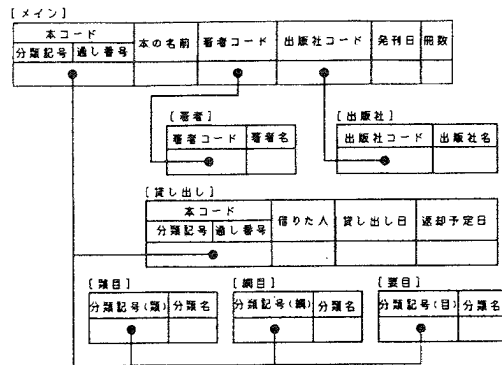 [メイン]
本コード 本の名前 著者コード 出版社コード 発刊日 冊数
分類記号 通し番号
[著者] [出版社]
著者コード 著者名 出版社コード 出版社名
[貸し出し]
本コード 借りた人 貸し出し日 返却予定日
分類記号 通し番号
[類目] [綱目] [要目]
分類記号(類) 分類名 分類記号(綱) 分類名 分類記号(目) 分類名